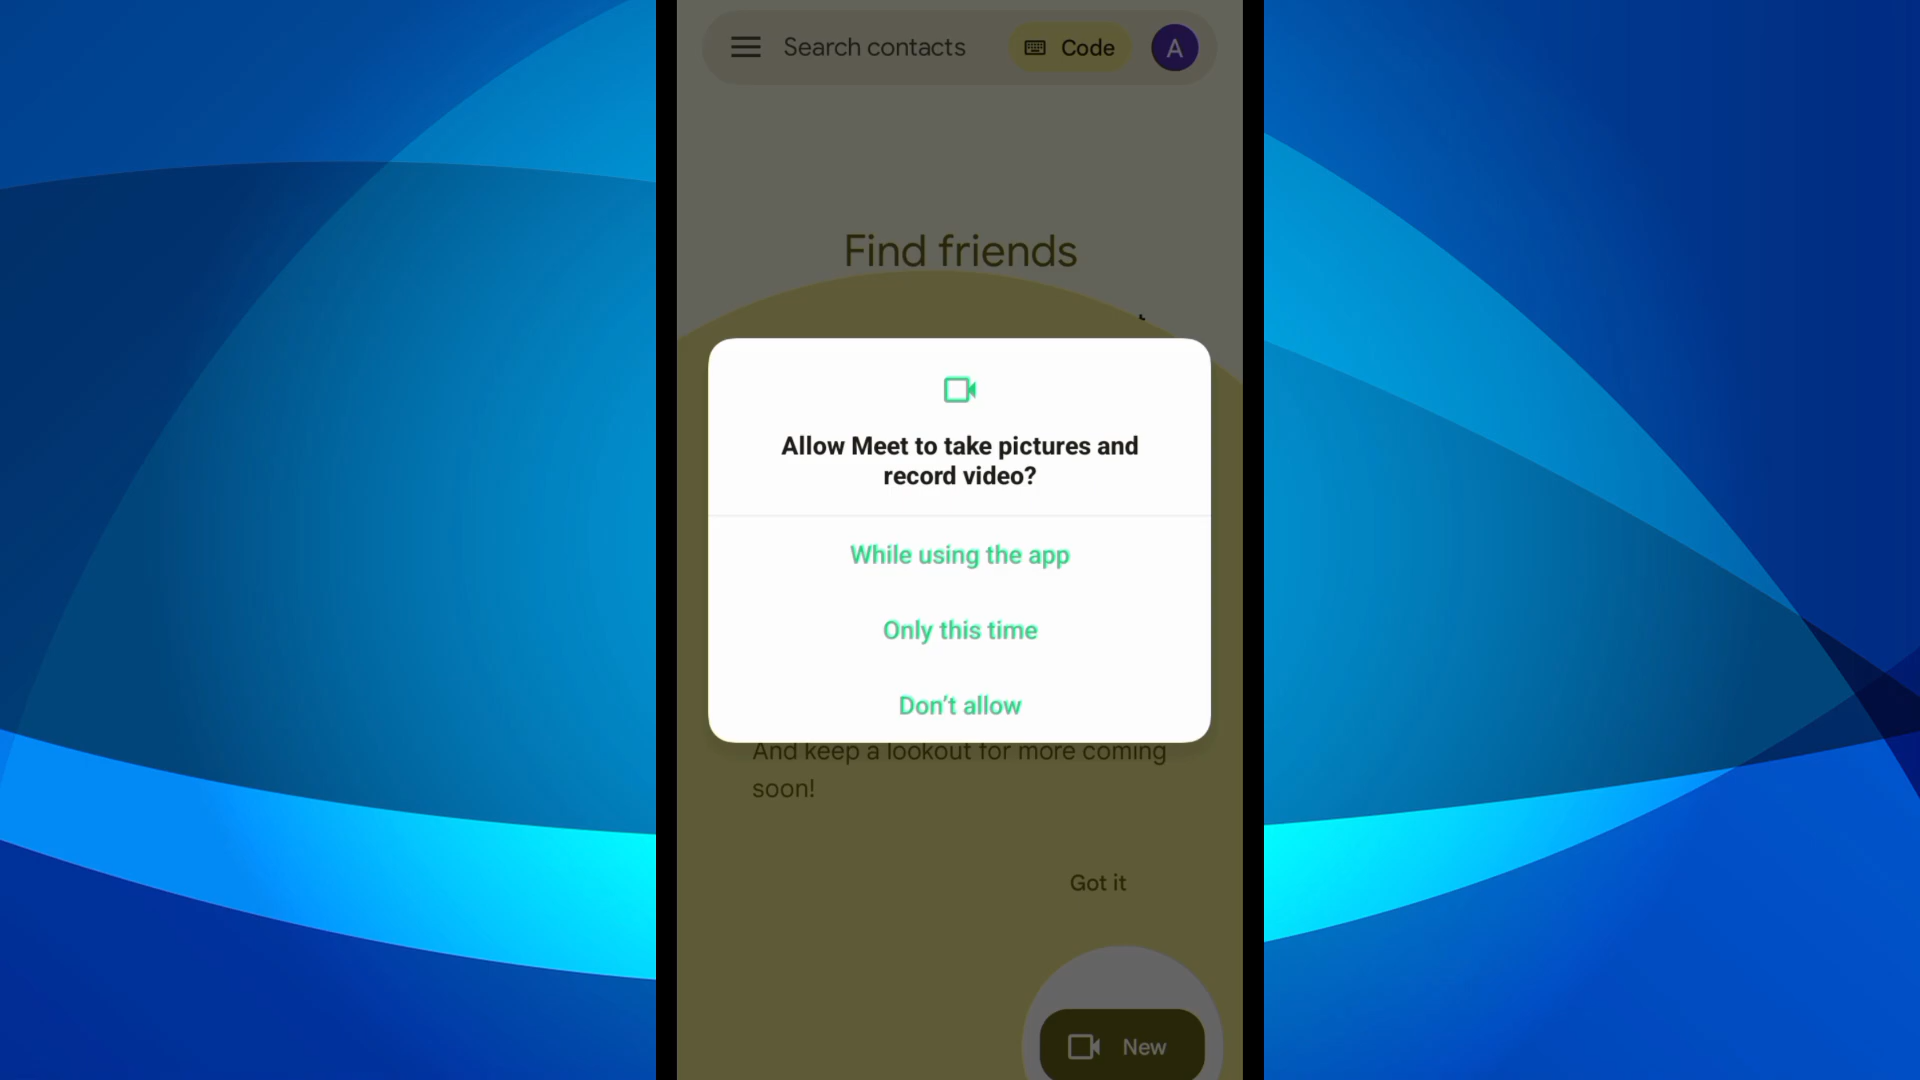 Search contacts
Code
A
Find friends
Allow Meet to take pictures and
record video?
While using the app
Only this time
Don't allow
And keep a lookout for more coming
soon!
Got it
New